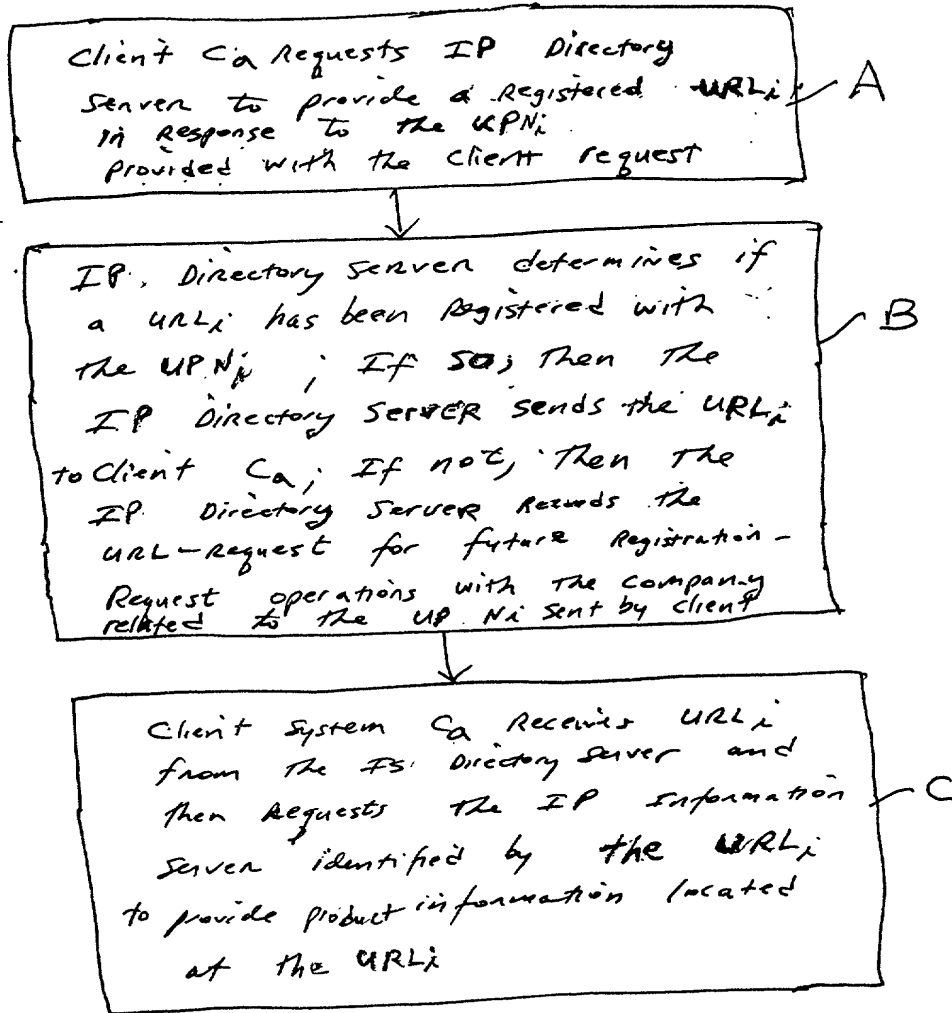 Client Ca Requests IP Directory
Server to provide a Registered URLi
in Response to the UPNi
provided with the client request
A
IP. Directory Server determines if
a URLi has been Registered with
the UPNi ; If so; then the
IP Directory Server sends the URLi
to Client Ca; If not, then the
IP Directory Server Records the
URL-Request for future Registration-
Request operations with the company
related to the UPNi sent by client
B
Client System Ca Receives URLi
from the IS. Directory Server and
then Requests the IP Information
Server identified by the URLi
to provide product information located
at the URLi
C